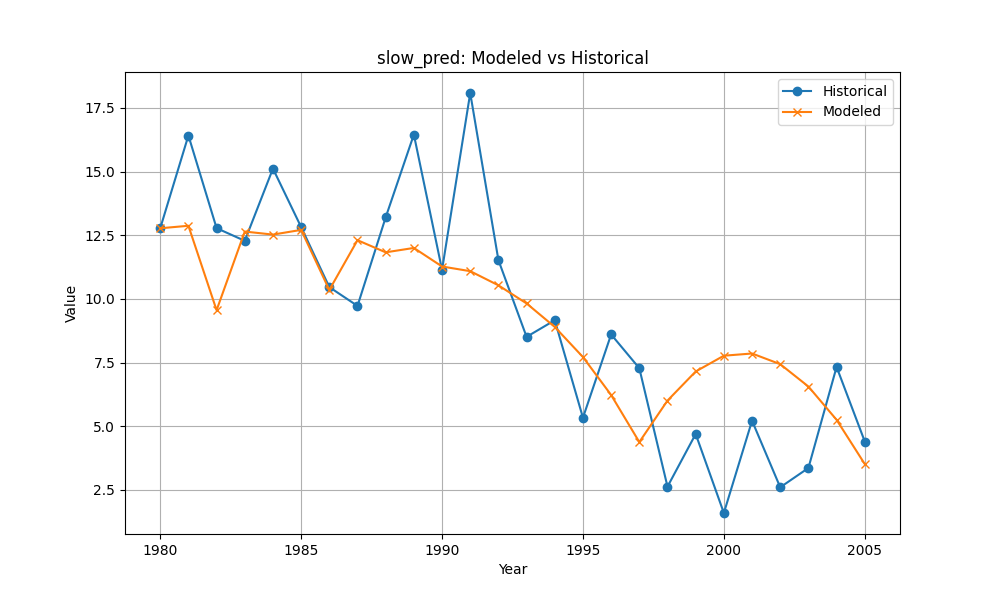 slow_pred: Modeled vs Historical
Historical
Modeled
Value
17.5
15.0
12.5
10.0
7.5
5.0
2.5
1980
1985
1990
1995
2000
2005
Year